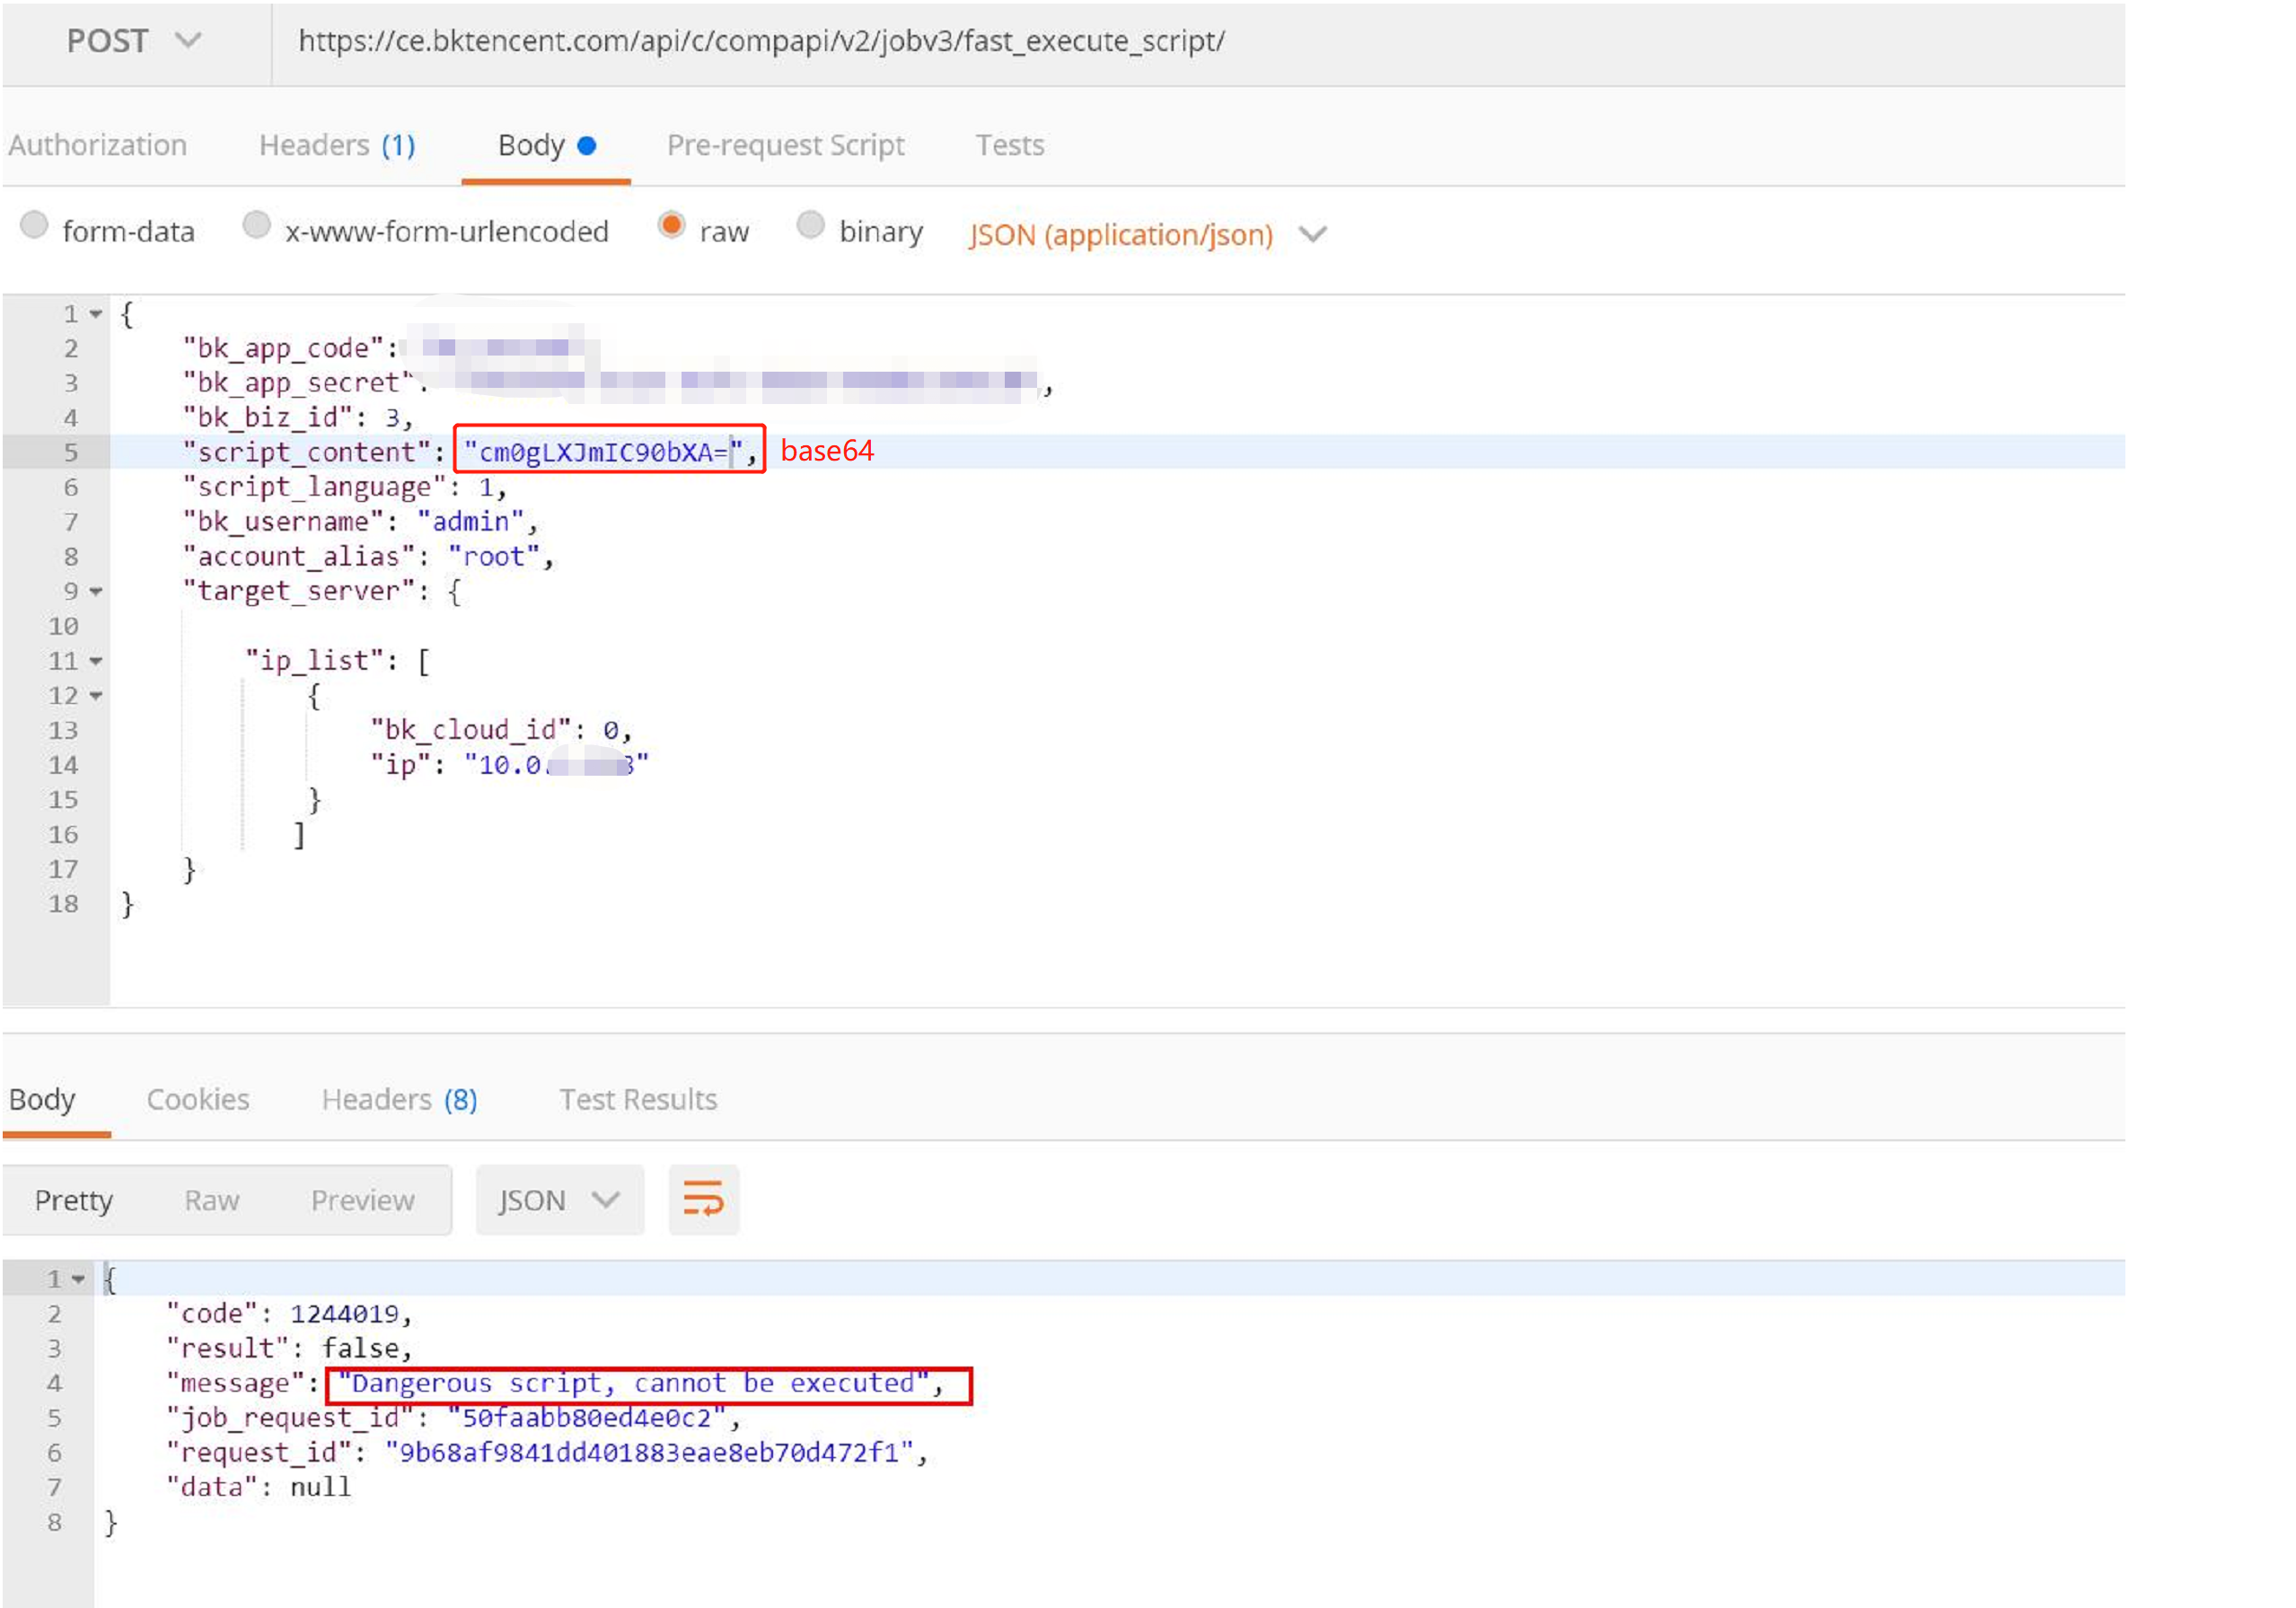 POST https://ce.bktencent.com/api/c/compapi/v2/jobv3/fast_execute_script/
Authorization Headers (1) Body Pre-request Script Tests
form-data x-www-form-urlencoded raw binary JSON (application/json)
1 {
2 "bk_app_code":
3 "bk_app_secret": ,
4 "bk_biz_id": 3,
5 "script_content": "cm0gLXJmIC90bXA=", base64
6 "script_language": 1,
7 "bk_username": "admin",
8 "account_alias": "root",
9 "target_server": {
10
11 "ip_list": [
12 {
13 "bk_cloud_id": 0,
14 "ip": "10.0. 3"
15 }
16 ]
17 }
18 }
Body Cookies Headers (8) Test Results
Pretty Raw Preview JSON
1 {
2 "code": 1244019,
3 "result": false,
4 "message": "Dangerous script, cannot be executed",
5 "job_request_id": "50faabb80ed4e0c2",
6 "request_id": "9b68af9841dd401883eae8eb70d472f1",
7 "data": null
8 }